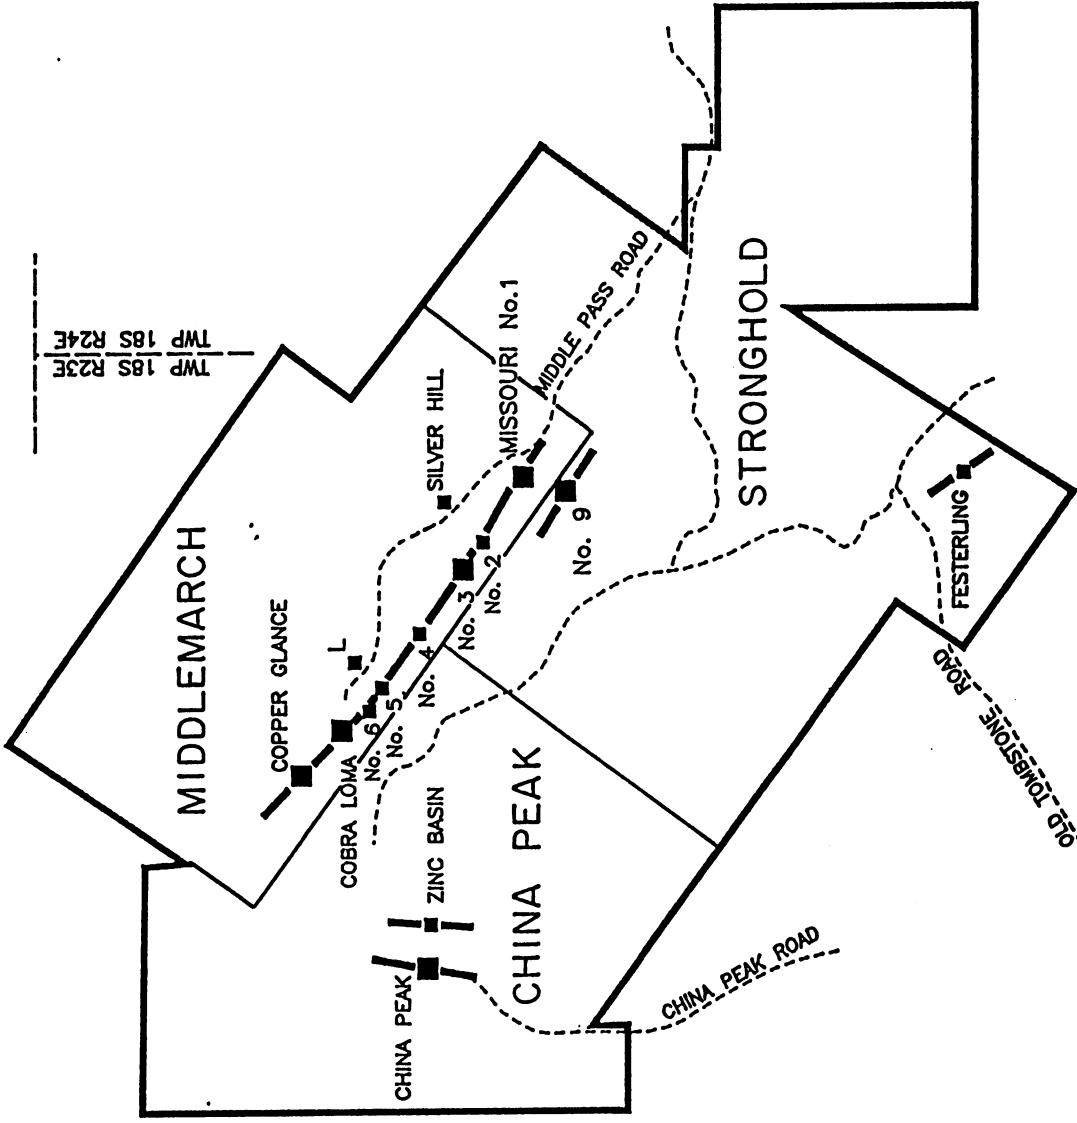 TWP 18S R23E
TWP 18S R24E
MIDDLEMARCH
COPPER GLANCE
L
SILVER HILL
MISSOURI No.1
MIDDLE PASS ROAD
COBRA LOMA
No. 6
No. 5
No. 4
No. 3
No. 2
No. 9
STRONGHOLD
CHINA PEAK
ZINC BASIN
CHINA PEAK
CHINA PEAK ROAD
FESTERLING
OLD TOMBSTONE ROAD